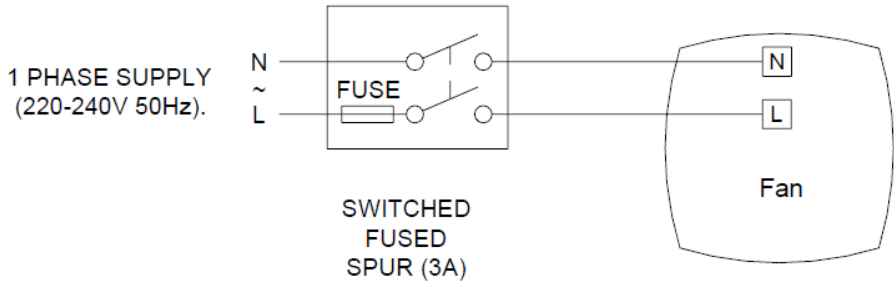 1 PHASE SUPPLY
(220-240V 50Hz).
N
~
L
FUSE
SWITCHED
FUSED
SPUR (3A)
N
L
Fan